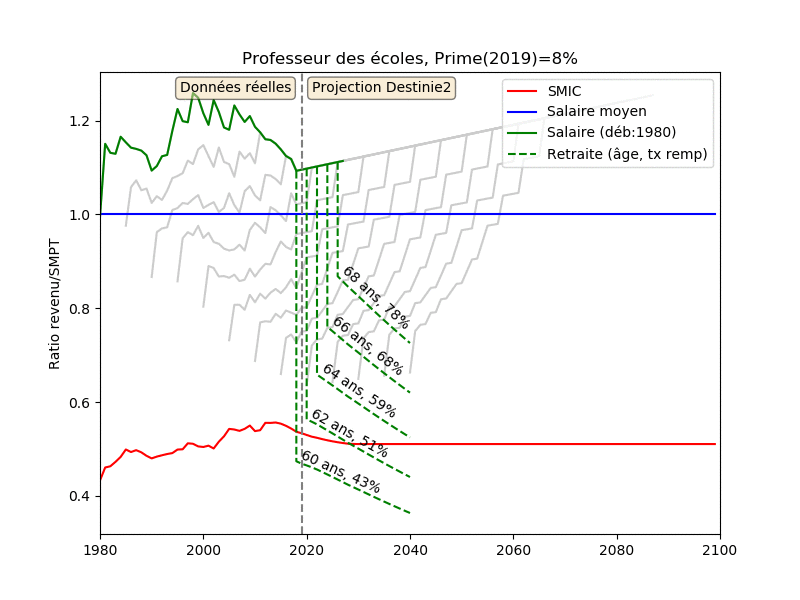 Professeur des écoles, Prime(2019)=8%
Données réelles
Projection Destinie2
SMIC
Salaire moyen
Salaire (déb:1980)
Retraite (âge, tx remp)
Ratio revenu/SMPT
1.2
1.0
0.8
0.6
0.4
68 ans, 78%
66 ans, 68%
64 ans, 59%
62 ans, 51%
60 ans, 43%
1980
2000
2020
2040
2060
2080
2100